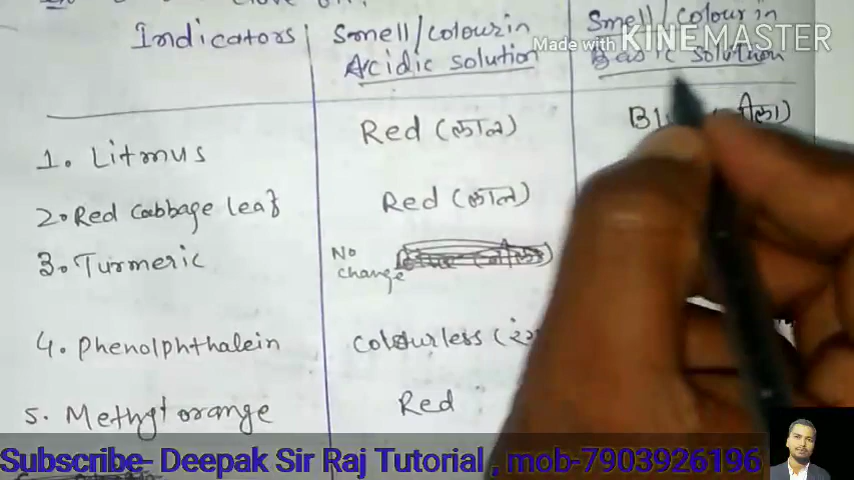 Indicators Smell/Colour in Smell/Colour in
Acidic solution Basic solution
Made with KINEMASTER
1. Litmus Red (लाल)
2. Red Cabbage leaf Red (लाल)
3. Turmeric No change
4. Phenolphthalein Colourless
5. Methyl orange Red
Subscribe- Deepak Sir Raj Tutorial , mob-7903926196